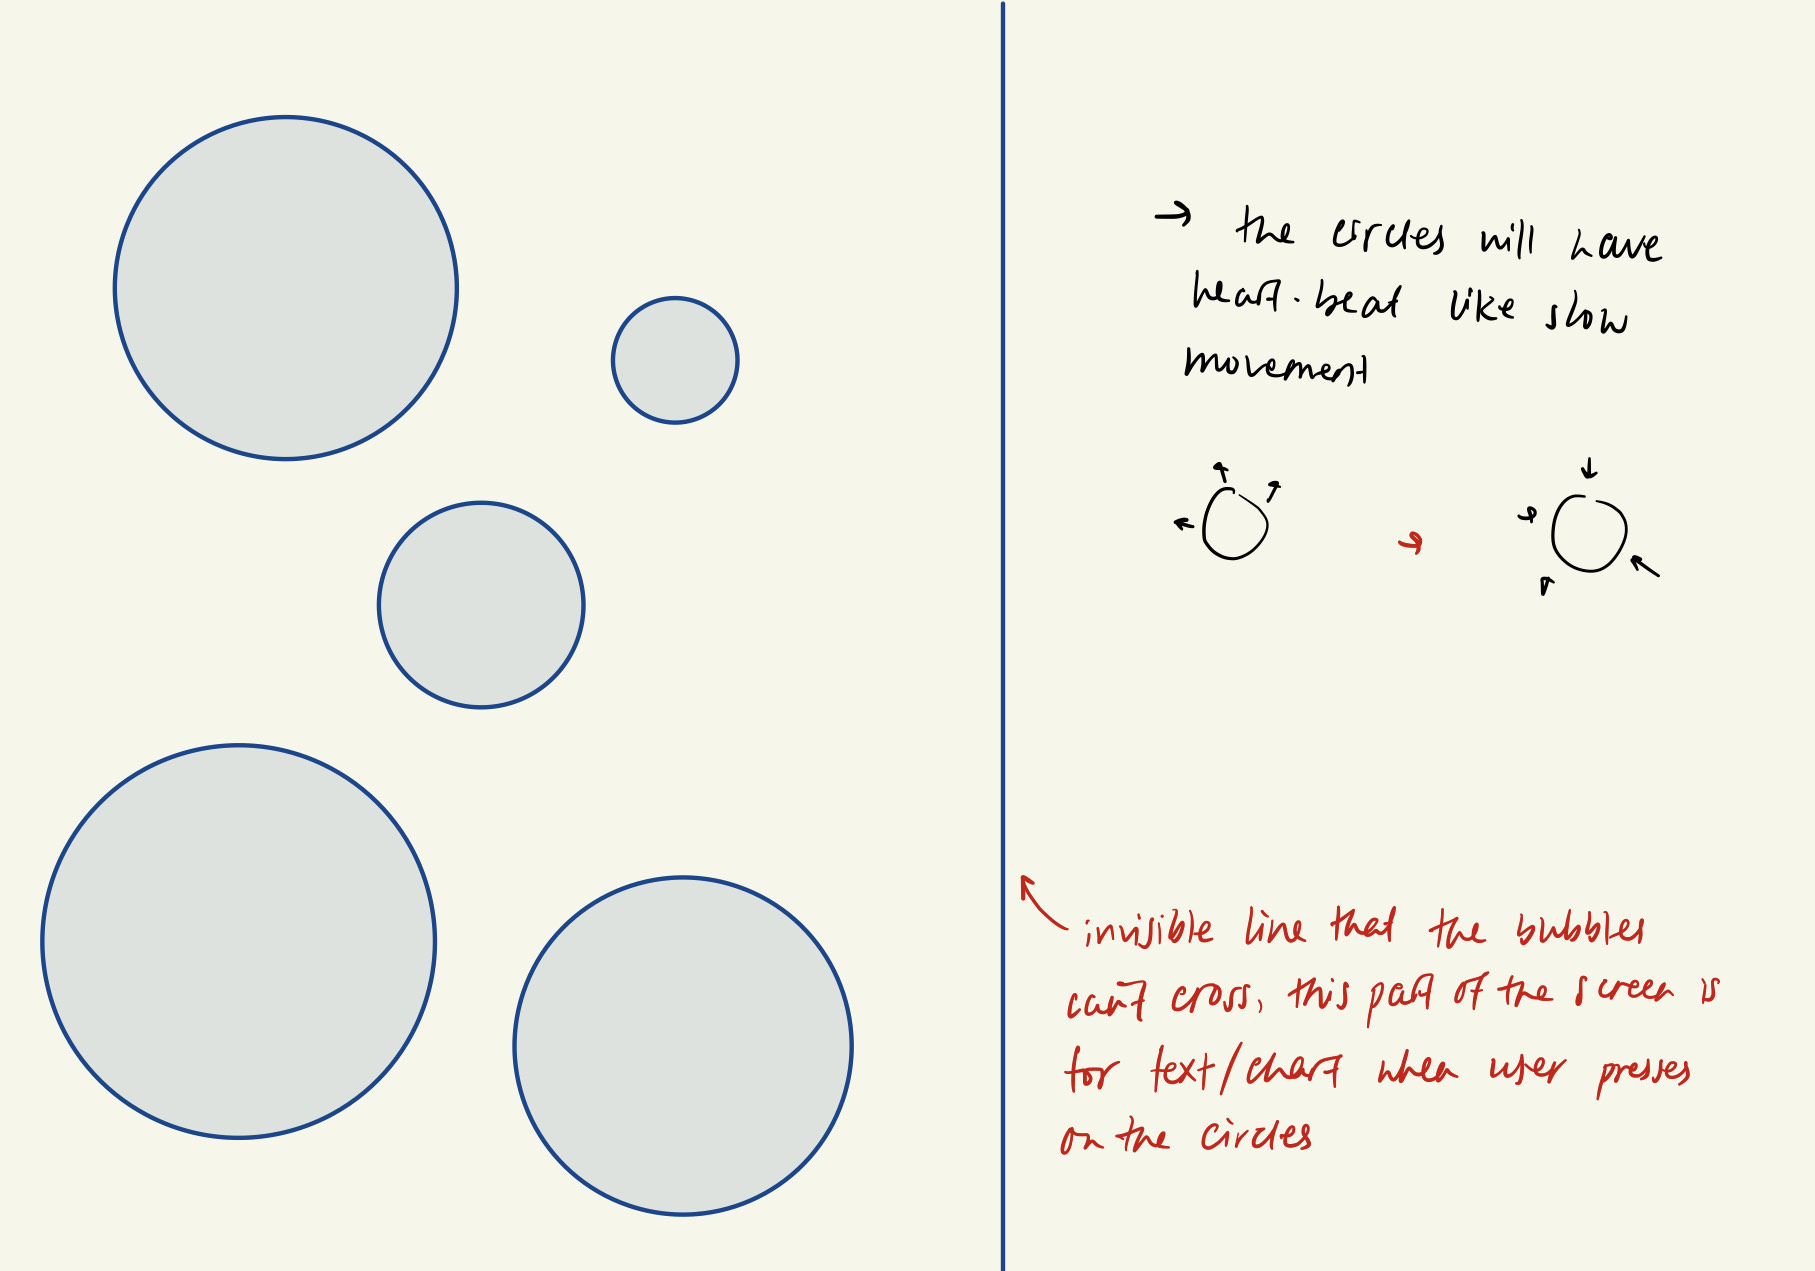 → the circles will have
heart-beat like slow
movement
invisible line that the bubbles
can't cross, this part of the screen is
for text/chart when user presses
on the circles